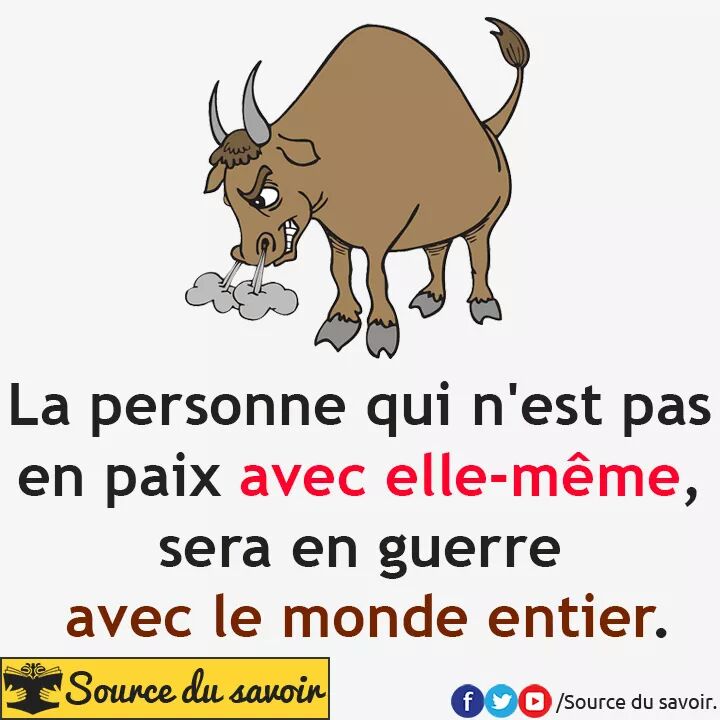 La personne qui n'est pas
en paix avec elle-même,
sera en guerre
avec le monde entier.
Source du savoir
/Source du savoir.